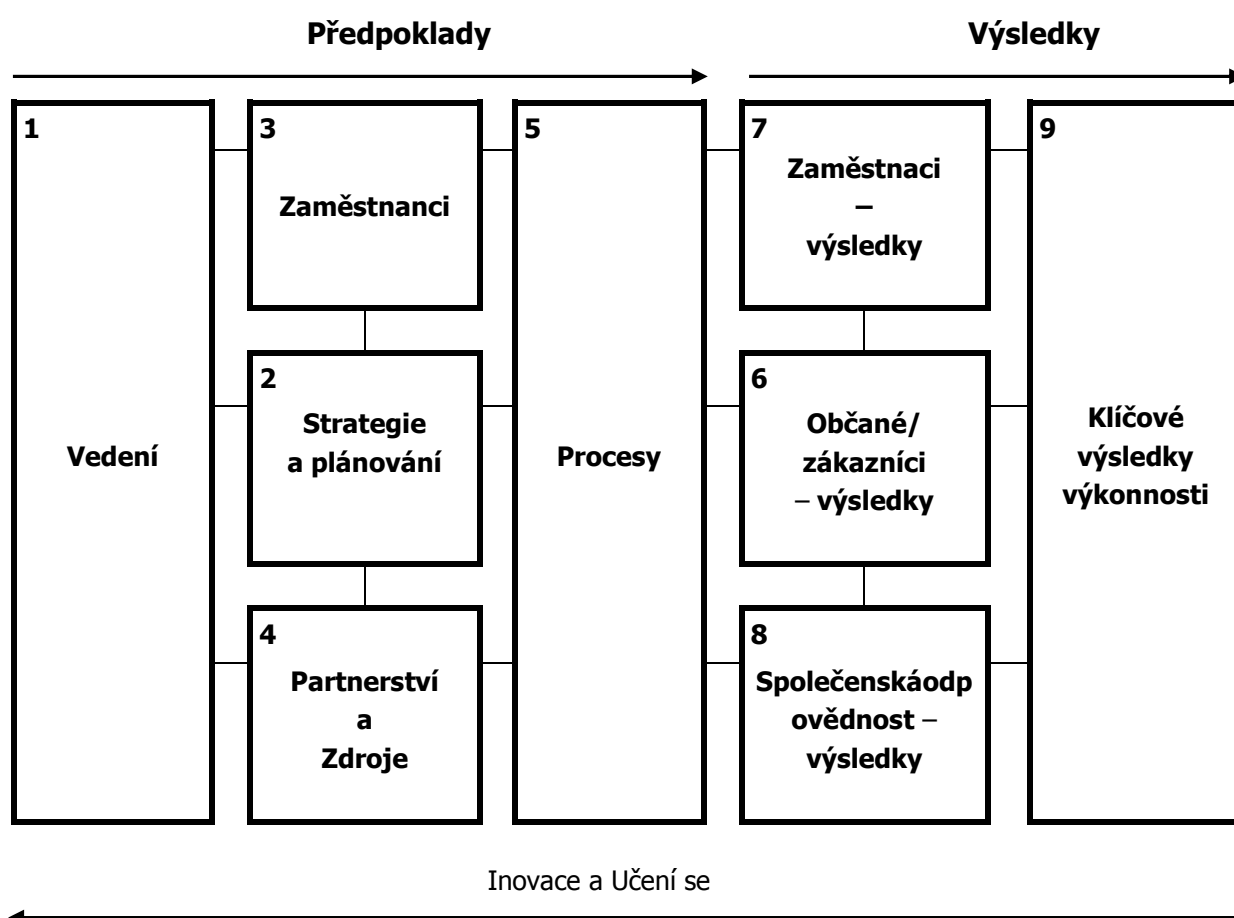 Předpoklady
Výsledky
1
Vedení
3
Zaměstnanci
2
Strategie
a plánování
4
Partnerství
a
Zdroje
5
Procesy
7
Zaměstnaci
–
výsledky
6
Občané/
zákazníci
– výsledky
8
Společenskáodp
ovědnost –
výsledky
9
Klíčové
výsledky
výkonnosti
Inovace a Učení se